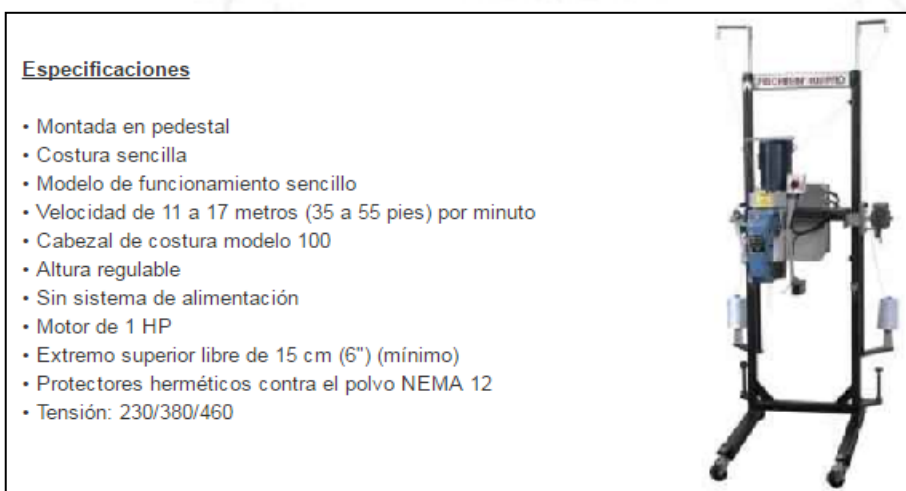 Especificaciones
• Montada en pedestal
• Costura sencilla
• Modelo de funcionamiento sencillo
• Velocidad de 11 a 17 metros (35 a 55 pies) por minuto
• Cabezal de costura modelo 100
• Altura regulable
• Sin sistema de alimentación
• Motor de 1 HP
• Extremo superior libre de 15 cm (6") (mínimo)
• Protectores herméticos contra el polvo NEMA 12
• Tensión: 230/380/460